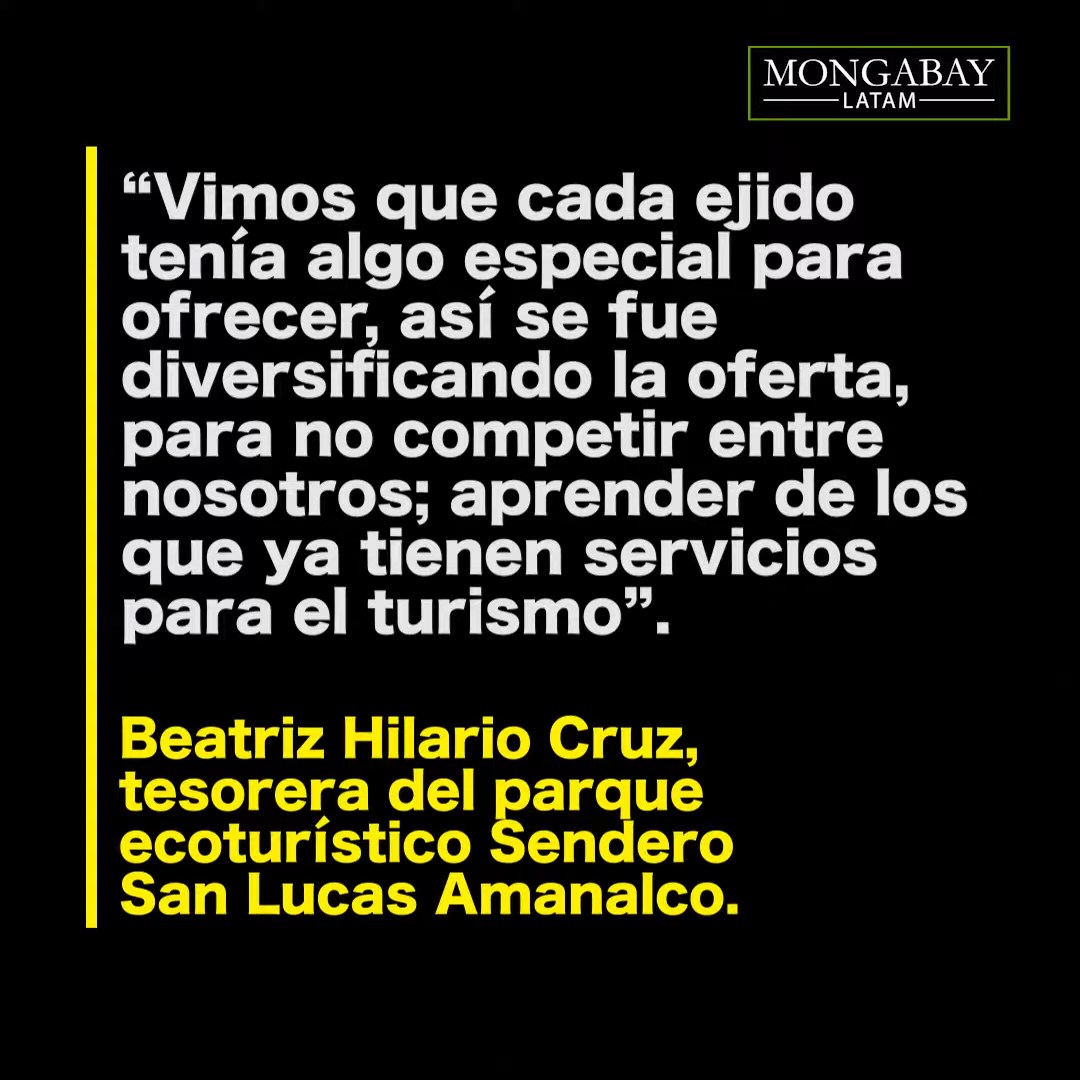 MONGABAY
LATAM
“Vimos que cada ejido
tenía algo especial para
ofrecer, así se fue
diversificando la oferta,
para no competir entre
nosotros; aprender de los
que ya tienen servicios
para el turismo”.
Beatriz Hilario Cruz,
tesorera del parque
ecoturístico Sendero
San Lucas Amanalco.